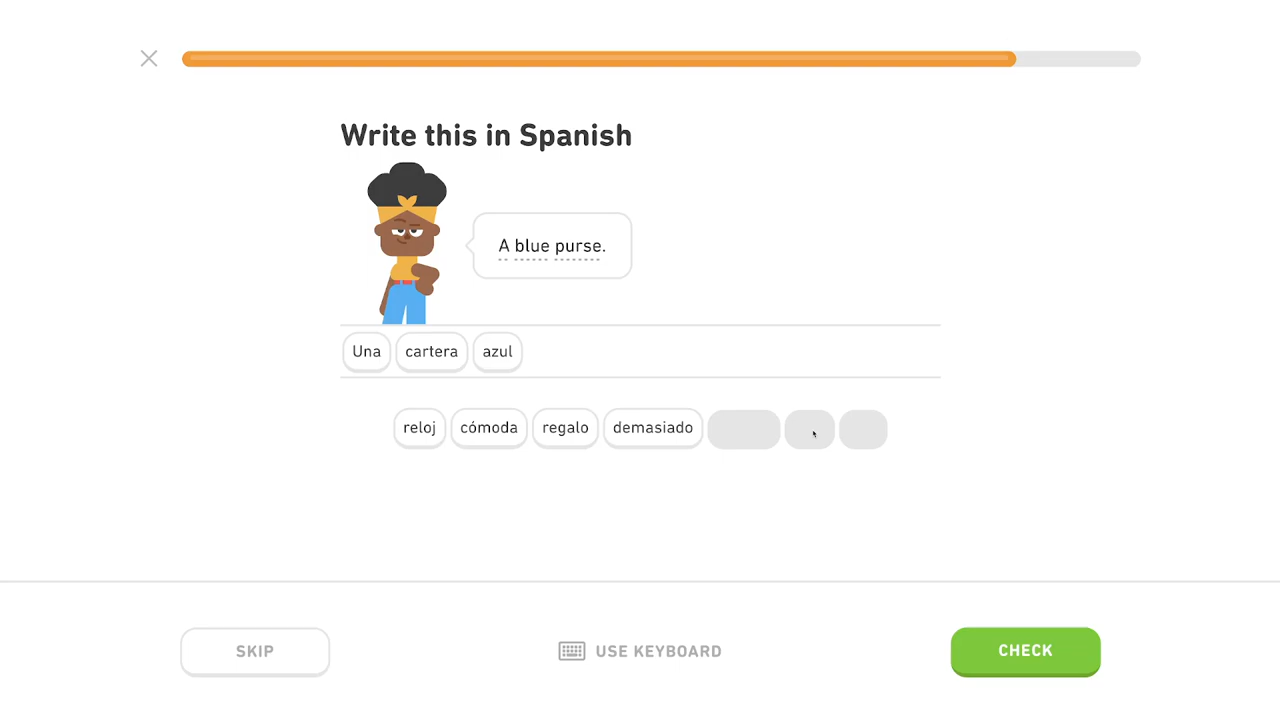 Write this in Spanish
A blue purse.
Una cartera azul
reloj cómoda regalo demasiado
SKIP USE KEYBOARD CHECK